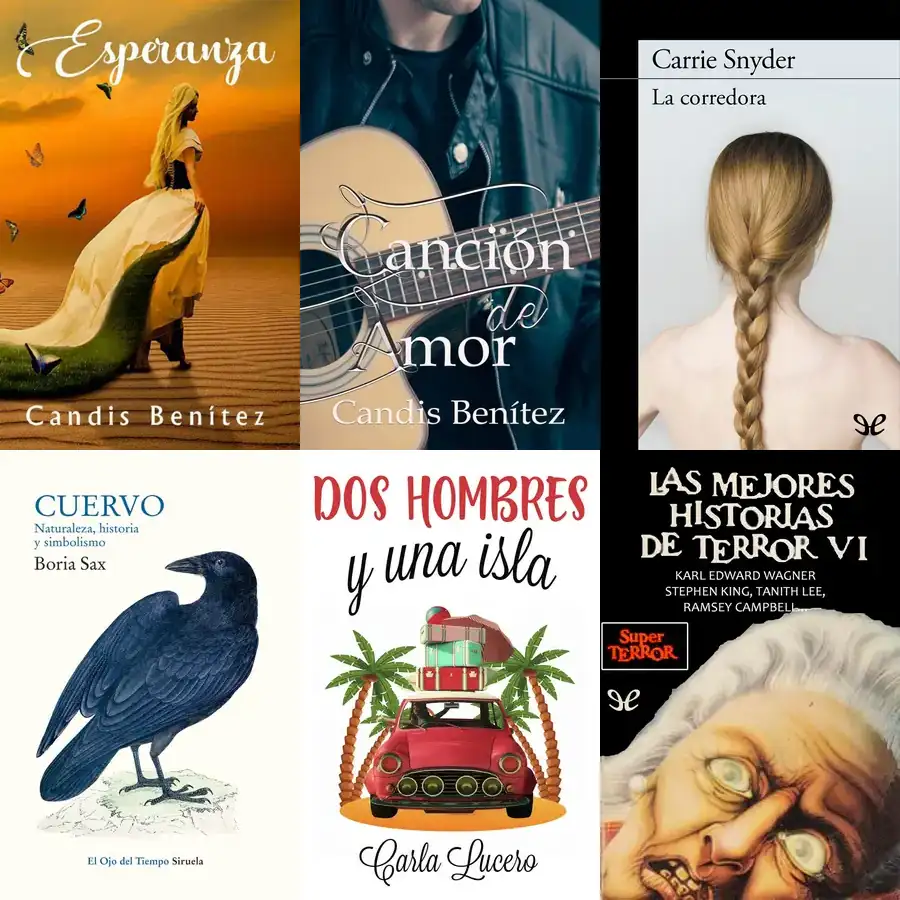 Esperanza
Candis Benítez
Canción
de
Amor
Candis Benítez
Carrie Snyder
La corredora
CUERVO
Naturaleza, historia
y simbolismo
Boria Sax
El Ojo del Tiempo Siruela
DOS HOMBRES
y una isla
Carla Lucero
LAS MEJORES
HISTORIAS
DE TERROR VI
KARL EDWARD WAGNER
STEPHEN KING, TANITH LEE,
RAMSEY CAMPBELL...
Super
TERROR